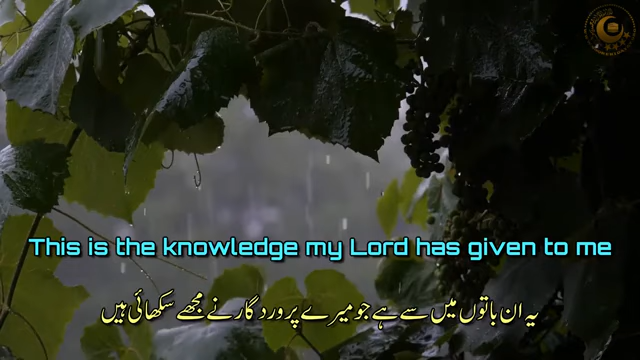 This is the knowledge my Lord has given to me
یہ ان باتوں میں سے ہے جو میرے پروردگار نے مجھے سکھائی ہیں